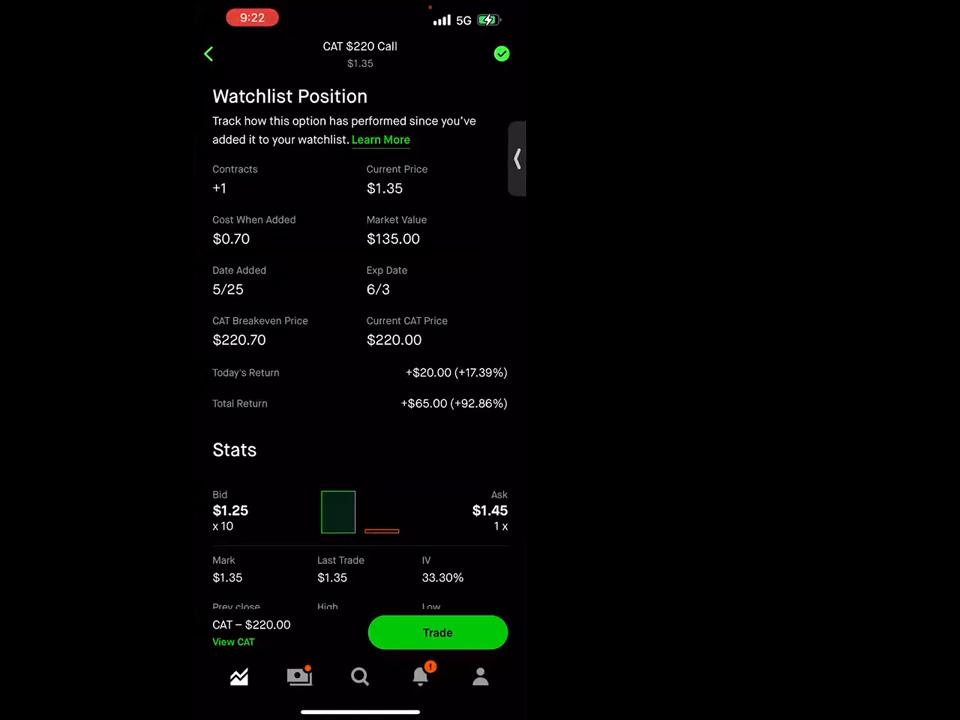 9:22
5G
CAT $220 Call
$1.35
Watchlist Position
Track how this option has performed since you've
added it to your watchlist. Learn More
Contracts
Current Price
+1
$1.35
Cost When Added
Market Value
$0.70
$135.00
Date Added
Exp Date
5/25
6/3
CAT Breakeven Price
Current CAT Price
$220.70
$220.00
Today's Return
+$20.00 (+17.39%)
Total Return
+$65.00 (+92.86%)
Stats
Bid
Ask
$1.25
$1.45
x 10
1 x
Mark
Last Trade
IV
$1.35
$1.35
33.30%
Prev close
High
Low
CAT – $220.00
View CAT
Trade